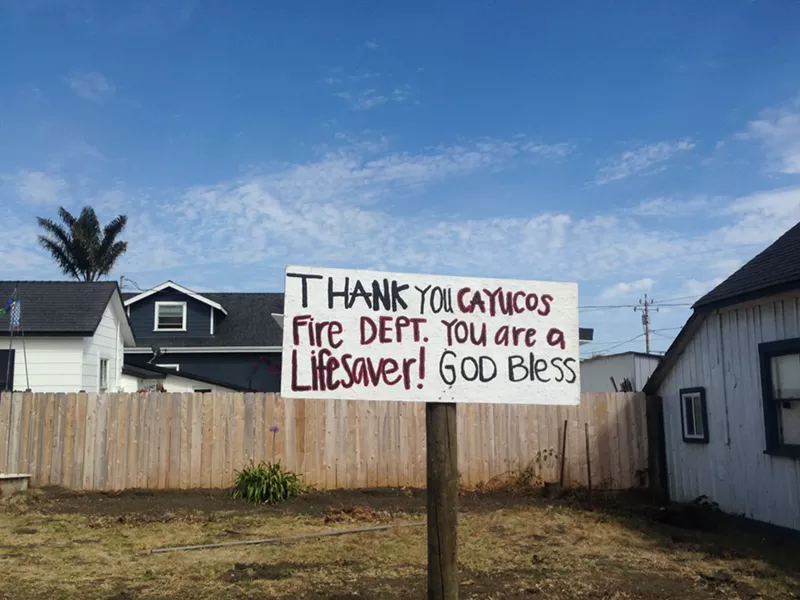 THANK YOU CAYUCOS
Fire DEPT. You are a
Lifesaver! GOD Bless